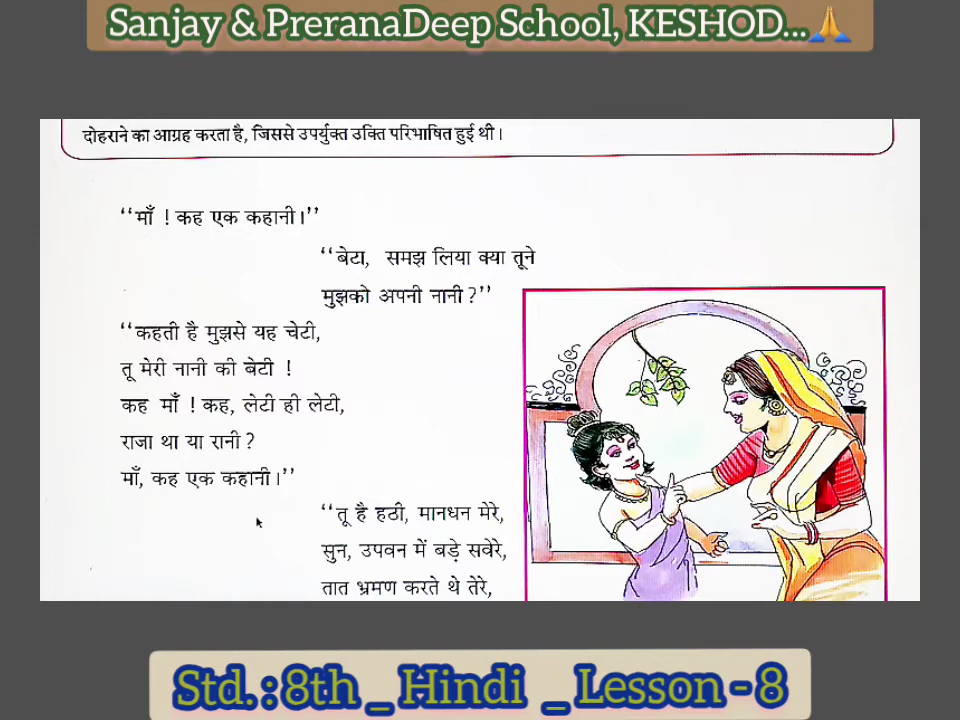 Sanjay & PreranaDeep School, KESHOD...🙏
दोहराने का आग्रह करता है, जिससे उपर्युक्त उक्ति परिभाषित हुई थी।
‘‘माँ ! कह एक कहानी।’’
‘‘बेटा, समझ लिया क्या तूने
मुझको अपनी नानी ?’’
‘‘कहती है मुझसे यह चेटी,
तू मेरी नानी की बेटी !
कह माँ ! कह, लेटी ही लेटी,
राजा था या रानी ?
माँ, कह एक कहानी।’’
‘‘तू है हठी, मानधन मेरे,
सुन, उपवन में बड़े सवेरे,
तात भ्रमण करते थे तेरे,
Std. : 8th _ Hindi _ Lesson - 8